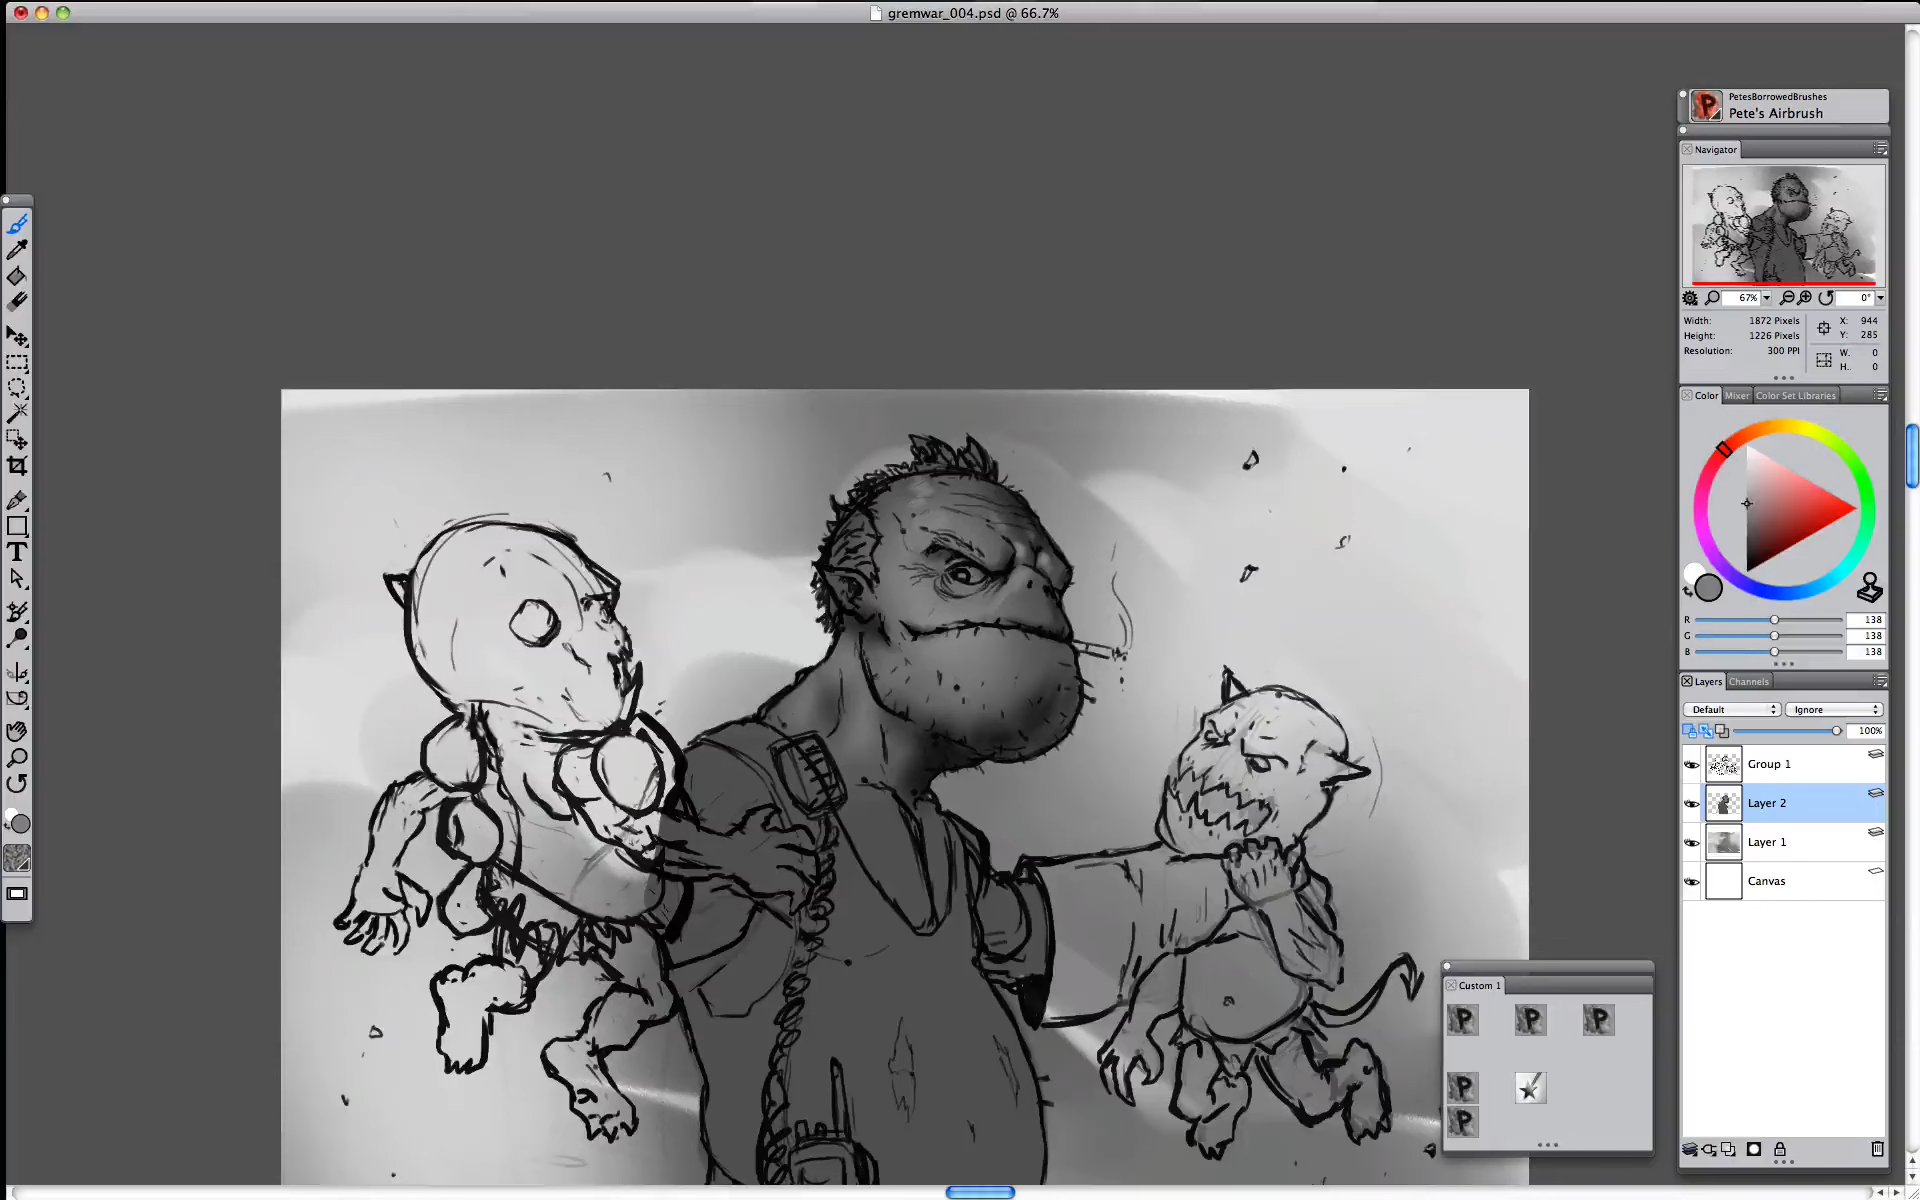 gremwar_004.psd @ 66.7%
PetesBorrowedBrushes
Pete's Airbrush
Navigator
67%
0°
Width: 1872 Pixels
Height: 1226 Pixels
Resolution: 300 PPI
X: 944
Y: 285
W. 0
H.. 0
Color Mixer Color Set Libraries
R 138
G 138
B 138
Layers Channels
Default Ignore
100%
Group 1
Layer 2
Layer 1
Canvas
Custom 1
P P P
P
P
T